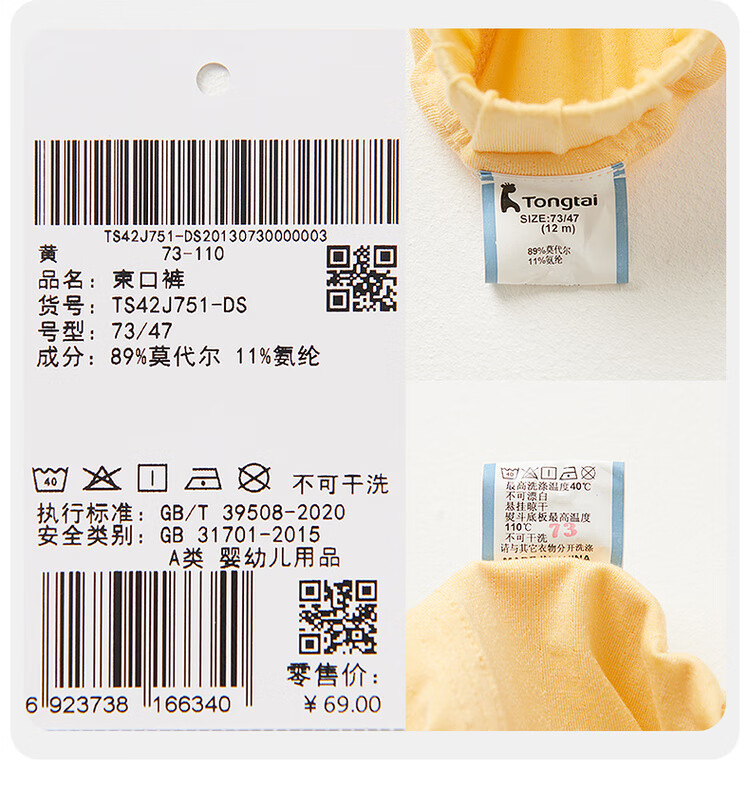 TS42J751-DS20130730000003
黄 73-110
品名: 束口裤
货号: TS42J751-DS
号型: 73/47
成分: 89%莫代尔 11%氨纶
40 不可干洗
执行标准: GB/T 39508-2020
安全类别: GB 31701-2015
A类 婴幼儿用品
6 923738 166340
零售价:
¥69.00
Tongtai
SIZE:73/47
(12 m)
89%莫代尔
11%氨纶
40
最高洗涤温度40℃
不可漂白
悬挂晾干
熨斗底板最高温度
110℃
73
不可干洗
请与其它衣物分开洗涤
MADE IN CHINA